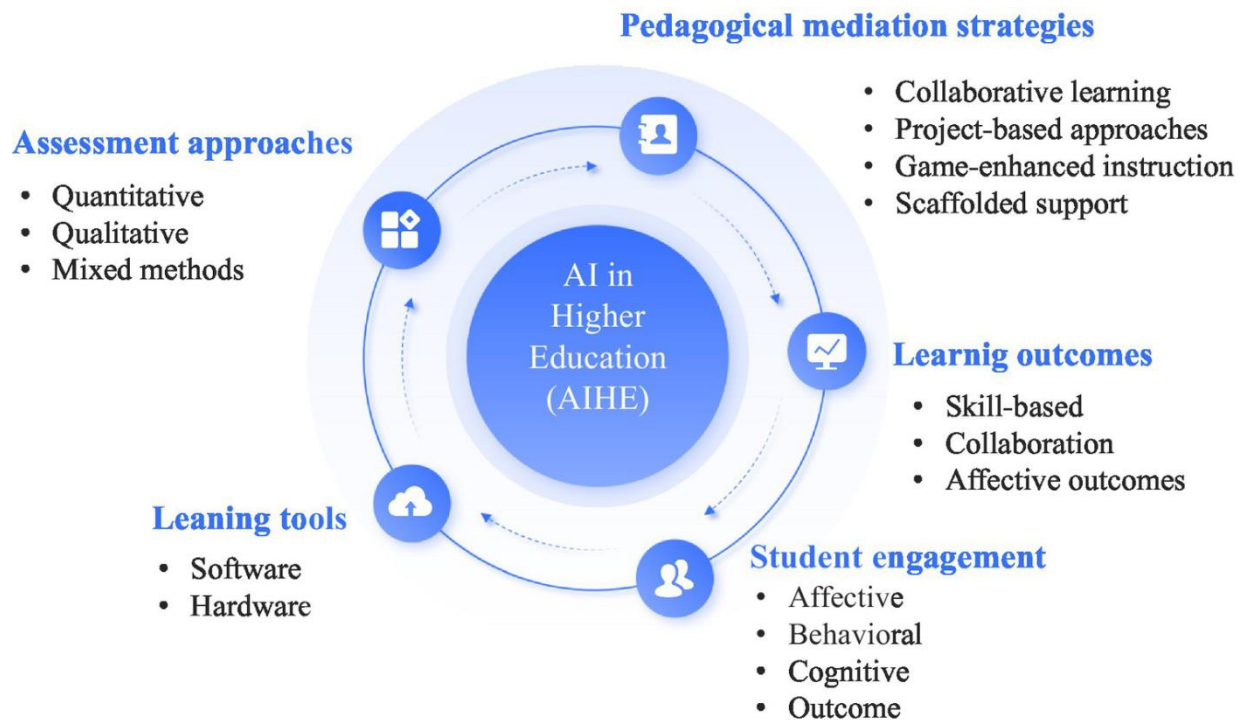 Pedagogical mediation strategies
• Collaborative learning
• Project-based approaches
• Game-enhanced instruction
• Scaffolded support
Assessment approaches
• Quantitative
• Qualitative
• Mixed methods
AI in
Higher
Education
(AIHE)
Learnig outcomes
• Skill-based
• Collaboration
• Affective outcomes
Leaning tools
• Software
• Hardware
Student engagement
• Affective
• Behavioral
• Cognitive
• Outcome